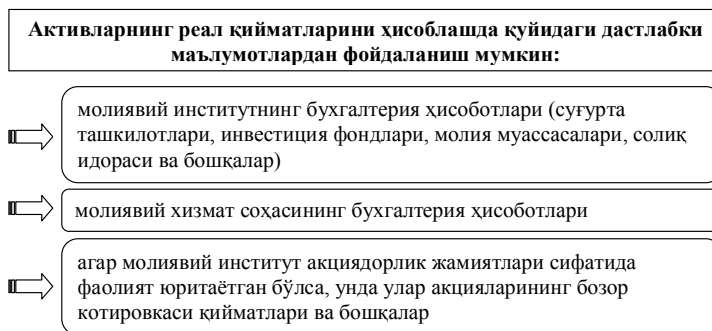 Активларнинг реал қийматларини ҳисоблашда қуйидаги дастлабки
маълумотлардан фойдаланиш мумкин:
молиявий институтнинг бухгалтерия ҳисоботлари (суғурта
ташкилотлари, инвестиция фондлари, молия муассасалари, солиқ
идораси ва бошқалар)
молиявий хизмат соҳасининг бухгалтерия ҳисоботлари
агар молиявий институт акциядорлик жамиятлари сифатида
фаолият юритаётган бўлса, унда улар акцияларининг бозор
котировкаси қийматлари ва бошқалар